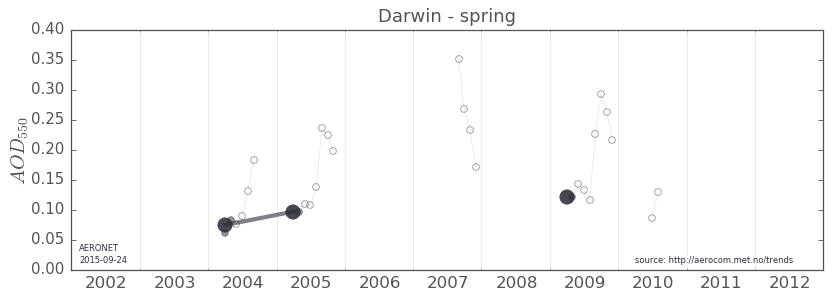 Darwin - spring
0.40
0.35
0.30
0.25
0.20
0.15
0.10
0.05
0.00
AOD550
AERONET
2015-09-24
source: http://aerocom.met.no/trends
2002 2003 2004 2005 2006 2007 2008 2009 2010 2011 2012